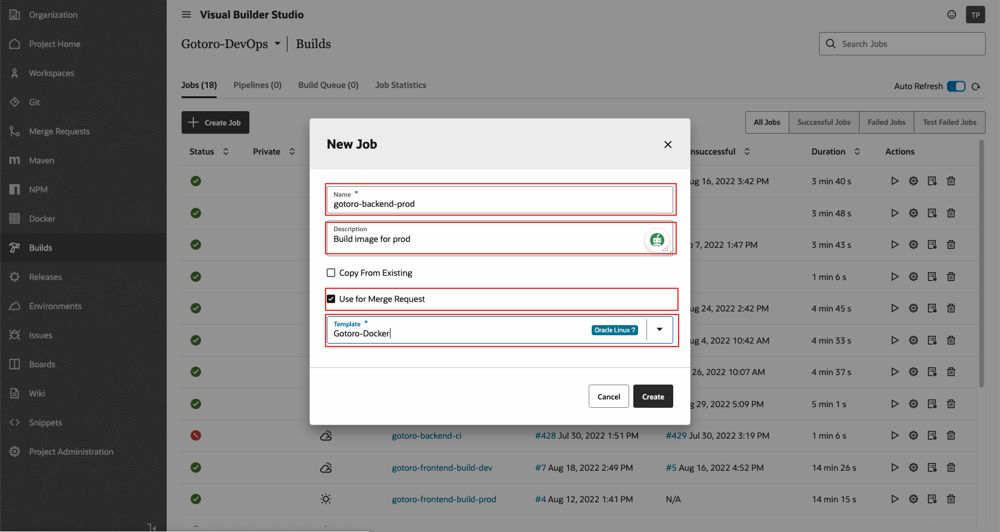 Organization
Project Home
Workspaces
Git
Merge Requests
Maven
NPM
Docker
Builds
Releases
Environments
Issues
Boards
Wiki
Snippets
Project Administration
Visual Builder Studio
TP
Gotoro-DevOps | Builds
Search Jobs
Jobs (18) Pipelines (0) Build Queue (0) Job Statistics
Auto Refresh
Create Job
All Jobs Successful Jobs Failed Jobs Test Failed Jobs
Status Private nsuccessful Duration Actions
ug 16, 2022 3:42 PM 3 min 40 s
3 min 48 s
7, 2022 1:47 PM 3 min 43 s
1 min 6 s
ug 24, 2022 2:42 PM 4 min 45 s
ug 4, 2022 10:42 AM 4 min 33 s
26, 2022 10:07 AM 4 min 37 s
g 29, 2022 5:09 PM 5 min 1 s
gotoro-backend-ci #428 Jul 30, 2022 1:51 PM #429 Jul 30, 2022 3:19 PM 1 min 6 s
gotoro-frontend-build-dev #7 Aug 18, 2022 2:49 PM #5 Aug 16, 2022 4:52 PM 14 min 26 s
gotoro-frontend-build-prod #4 Aug 12, 2022 1:41 PM N/A 14 min 15 s
New Job
Name *
gotoro-backend-prod
Description
Build image for prod
Copy From Existing
Use for Merge Request
Template *
Gotoro-Docker Oracle Linux 7
Cancel Create